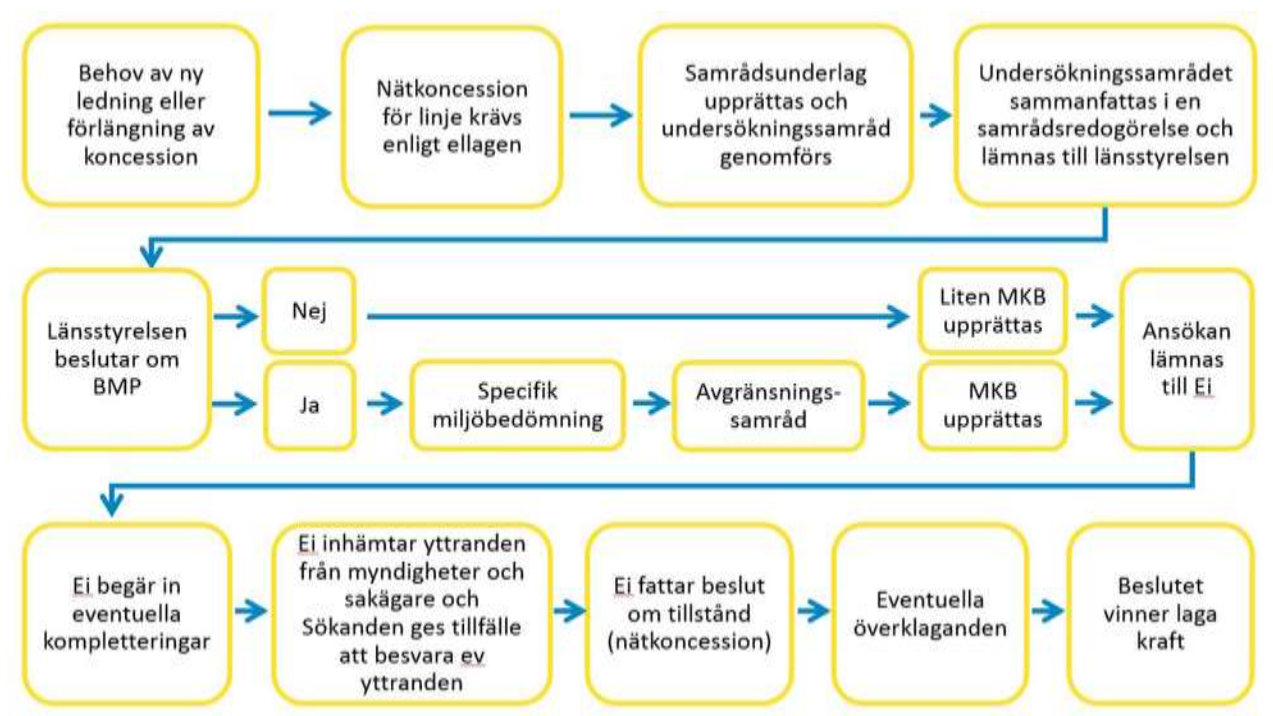 Behov av ny
ledning eller
förlängning av
koncession
Nätkoncession
för linje krävs
enligt ellagen
Samrådsunderlag
upprättas och
undersökningssamråd
genomförs
Undersökningssamrådet
sammanfattas i en
samrådsredogörelse och
lämnas till länsstyrelsen
Länsstyrelsen
beslutar om
BMP
Nej
Liten MKB
upprättas
Ja
Specifik
miljöbedömning
Avgränsnings-
samråd
MKB
upprättas
Ansökan
lämnas
till Ei
Ei begär in
eventuella
kompletteringar
Ei inhämtar yttranden
från myndigheter och
sakägare och
Sökanden ges tillfälle
att besvara ev
yttranden
Ei fattar beslut
om tillstånd
(nätkoncession)
Eventuella
överklaganden
Beslutet
vinner laga
kraft